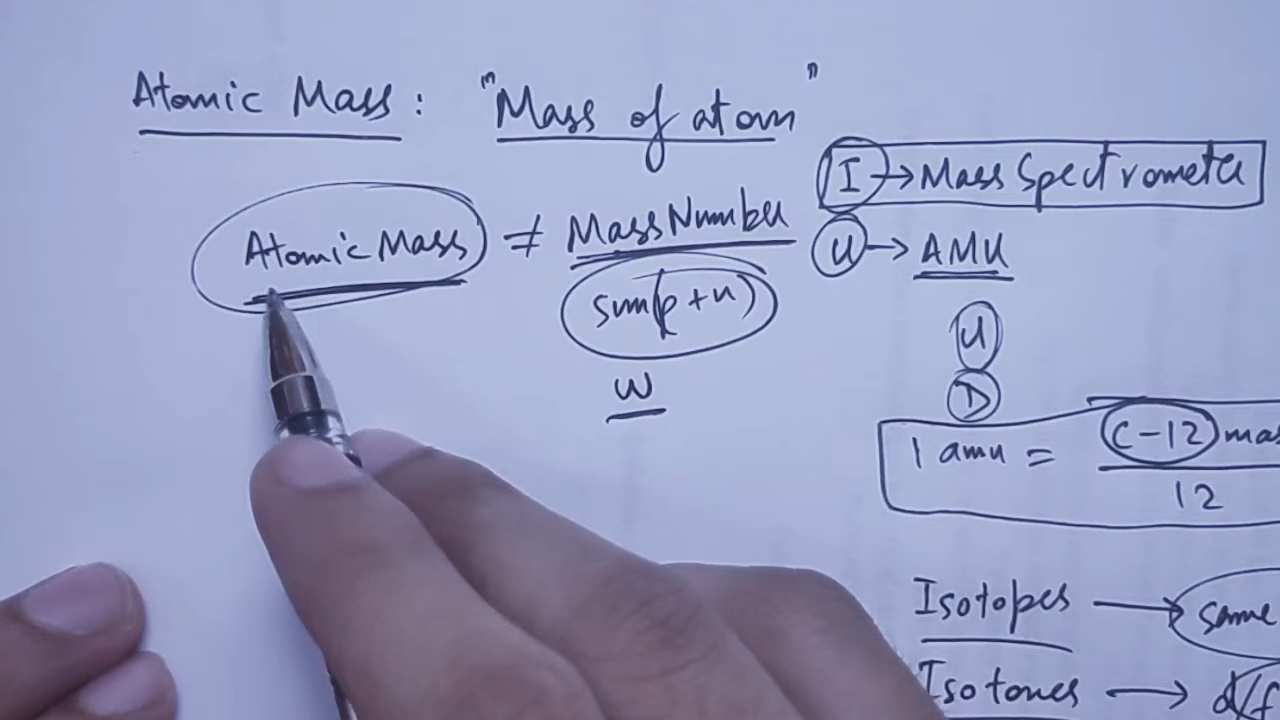 Atomic Mass: "Mass of atom"
I → Mass Spectrometer
Atomic Mass ≠ Mass Number
U → AMU
sum(p+n)
U
W
D
1 amu = C-12 mas
12
Isotopes → same
Isotones → d/f